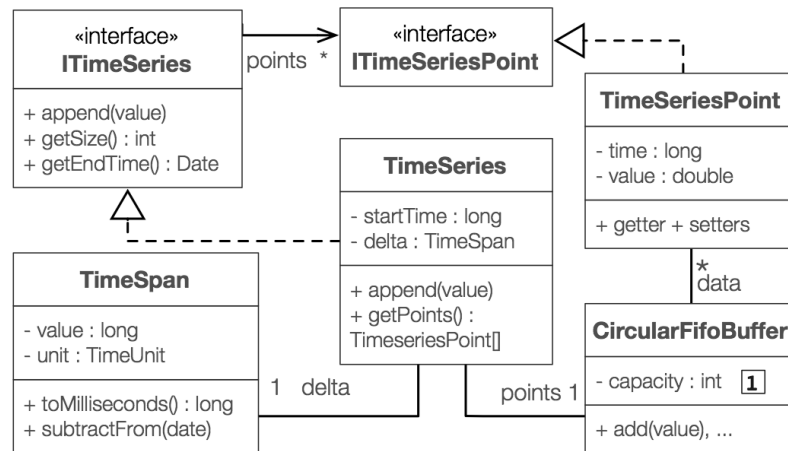 «interface»
ITimeSeries
+ append(value)
+ getSize() : int
+ getEndTime() : Date
points *
«interface»
ITimeSeriesPoint
TimeSeriesPoint
- time : long
- value : double
+ getter + setters
TimeSeries
- startTime : long
- delta : TimeSpan
+ append(value)
+ getPoints() :
TimeseriesPoint[]
TimeSpan
- value : long
- unit : TimeUnit
+ toMilliseconds() : long
+ subtractFrom(date)
1 delta
points 1
*
data
CircularFifoBuffer
- capacity : int 1
+ add(value), ...